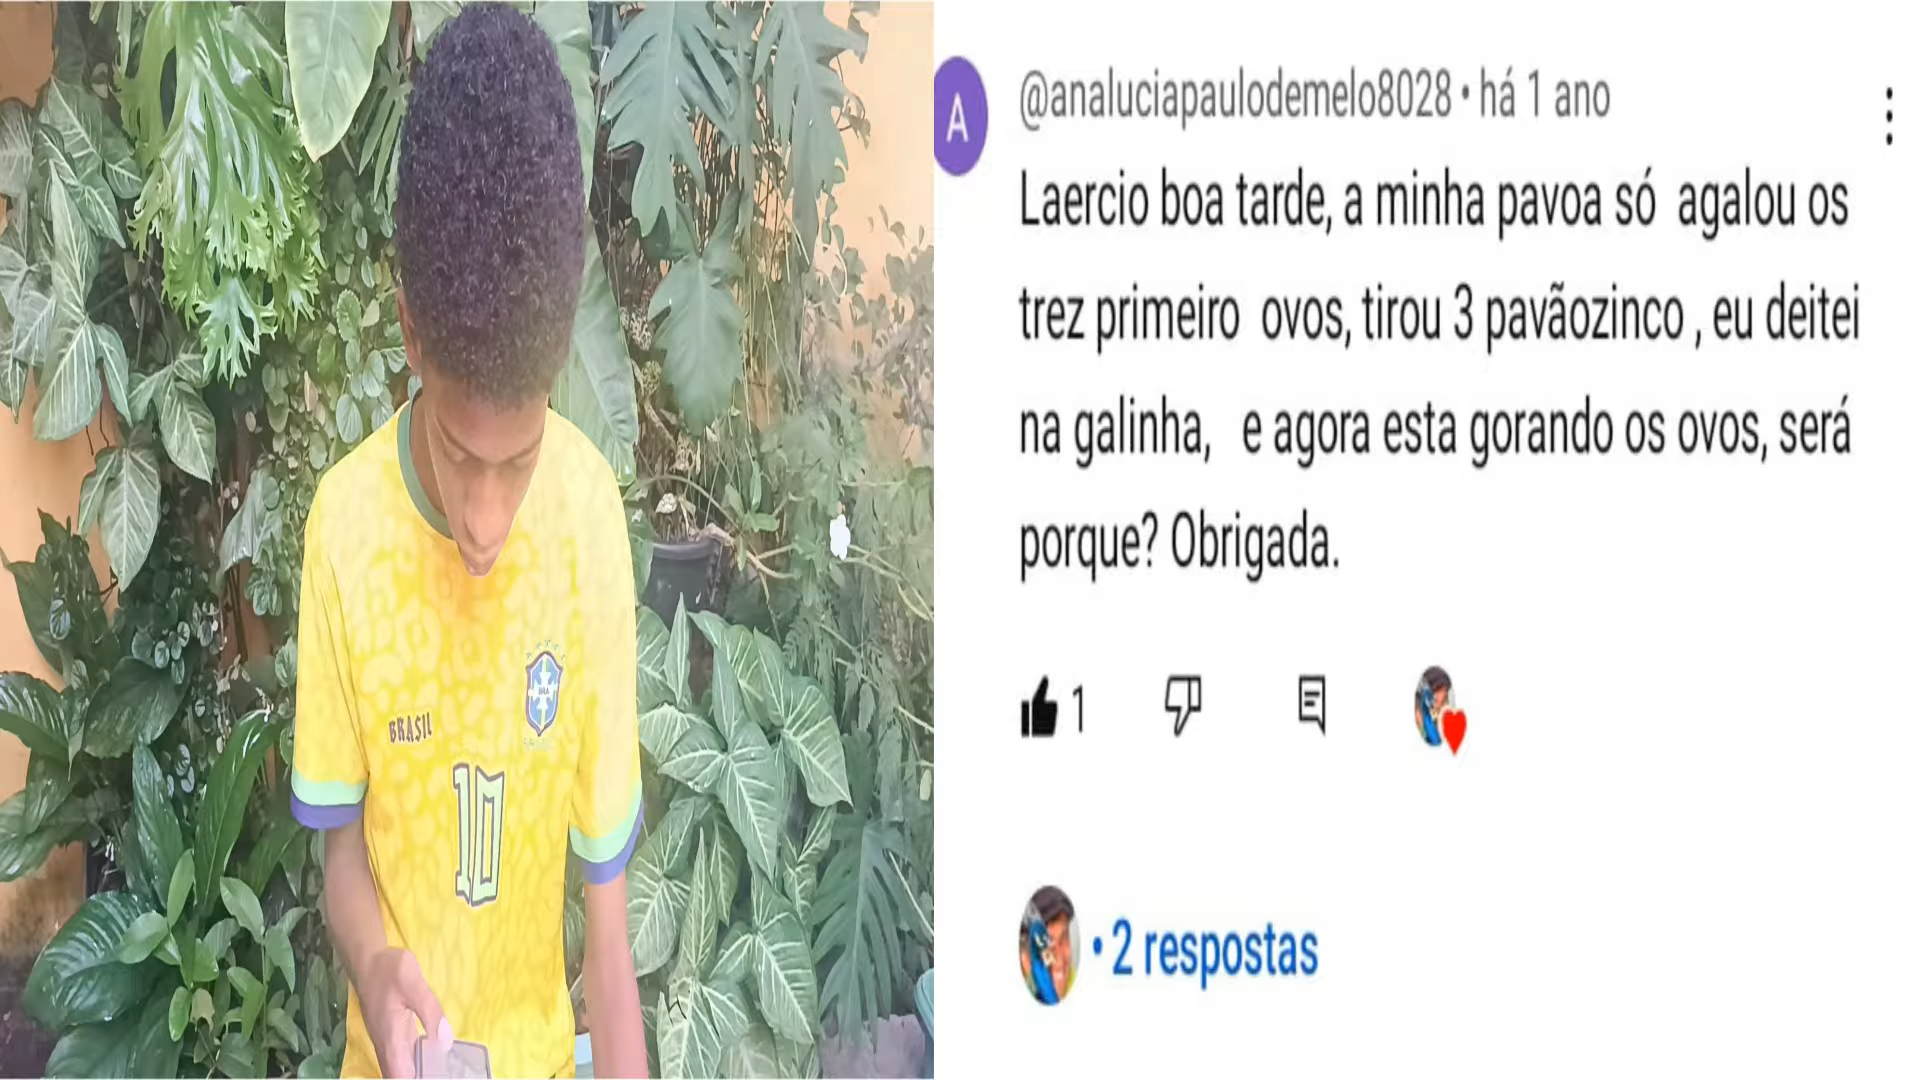 BRASIL
BRA
10
A
@analuciapaulodemelo8028 • há 1 ano
Laercio boa tarde, a minha pavoa só agalou os
trez primeiro ovos, tirou 3 pavãozinco , eu deitei
na galinha, e agora esta gorando os ovos, será
porque? Obrigada.
1
• 2 respostas